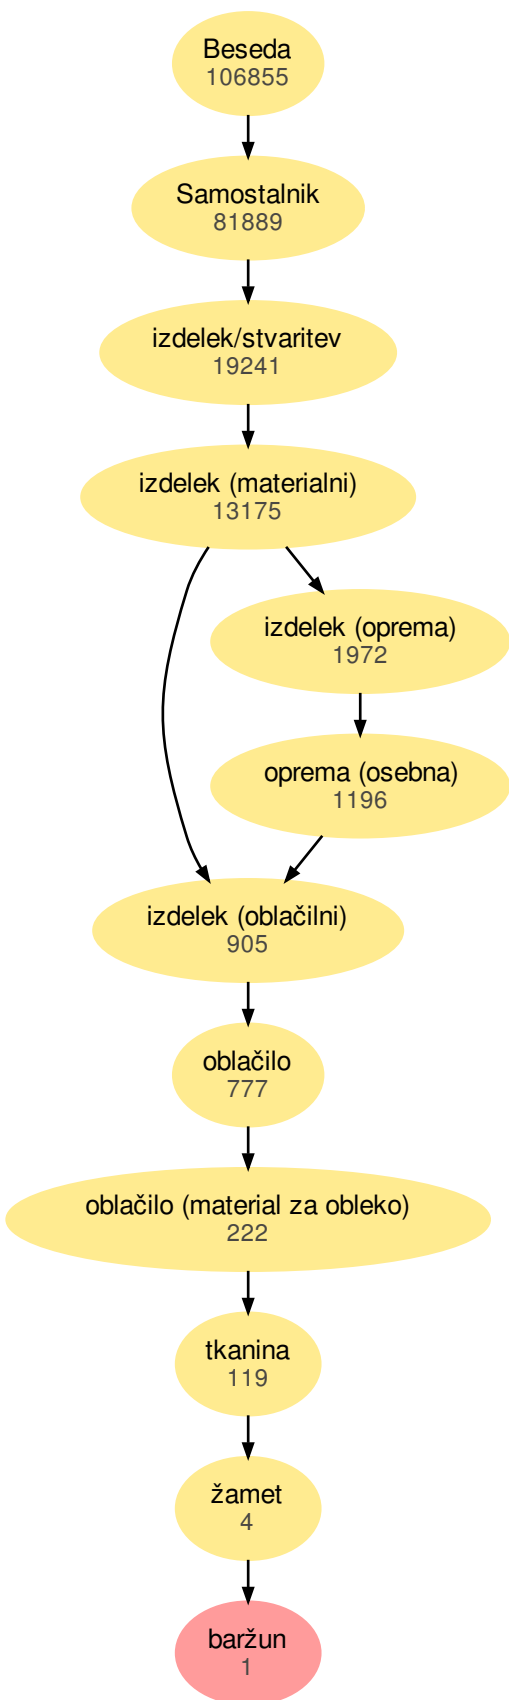 Beseda
106855
Samostalnik
81889
izdelek/stvaritev
19241
izdelek (materialni)
13175
izdelek (oprema)
1972
oprema (osebna)
1196
izdelek (oblačilni)
905
oblačilo
777
oblačilo (material za obleko)
222
tkanina
119
žamet
4
baržun
1